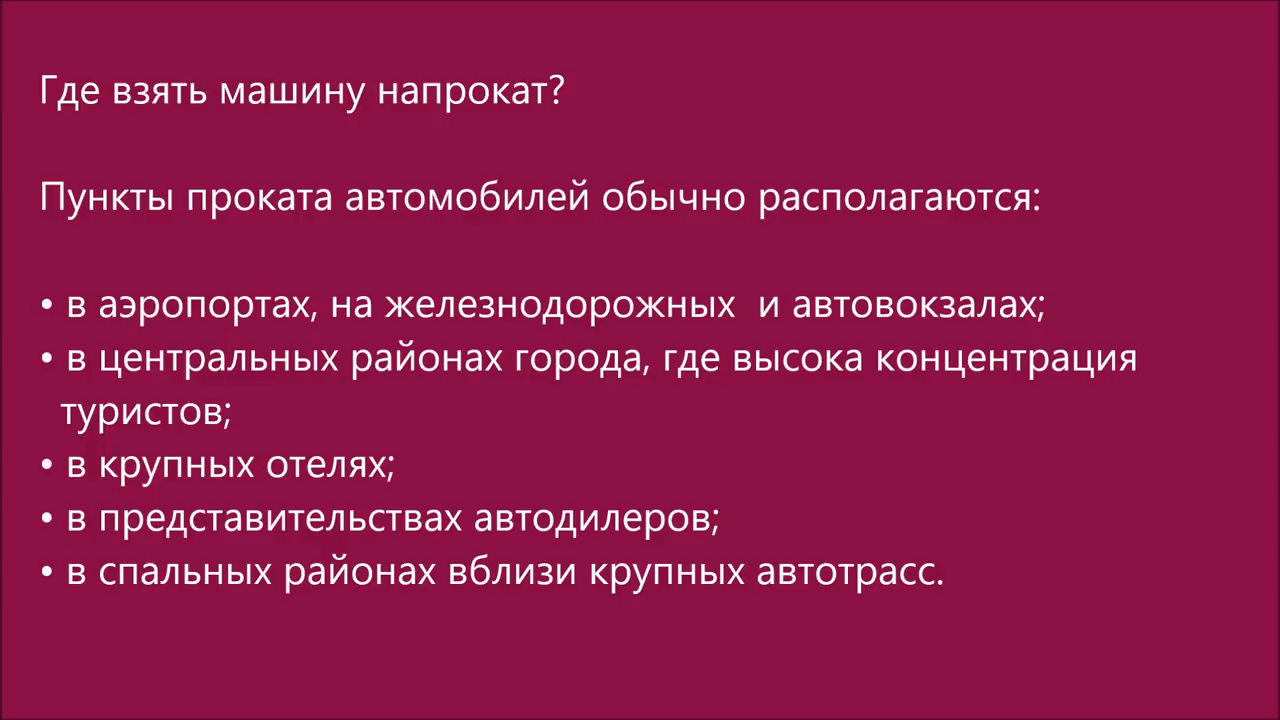 Где взять машину напрокат?
Пункты проката автомобилей обычно располагаются:
• в аэропортах, на железнодорожных  и автовокзалах;
• в центральных районах города, где высока концентрация
туристов;
• в крупных отелях;
• в представительствах автодилеров;
• в спальных районах вблизи крупных автотрасс.